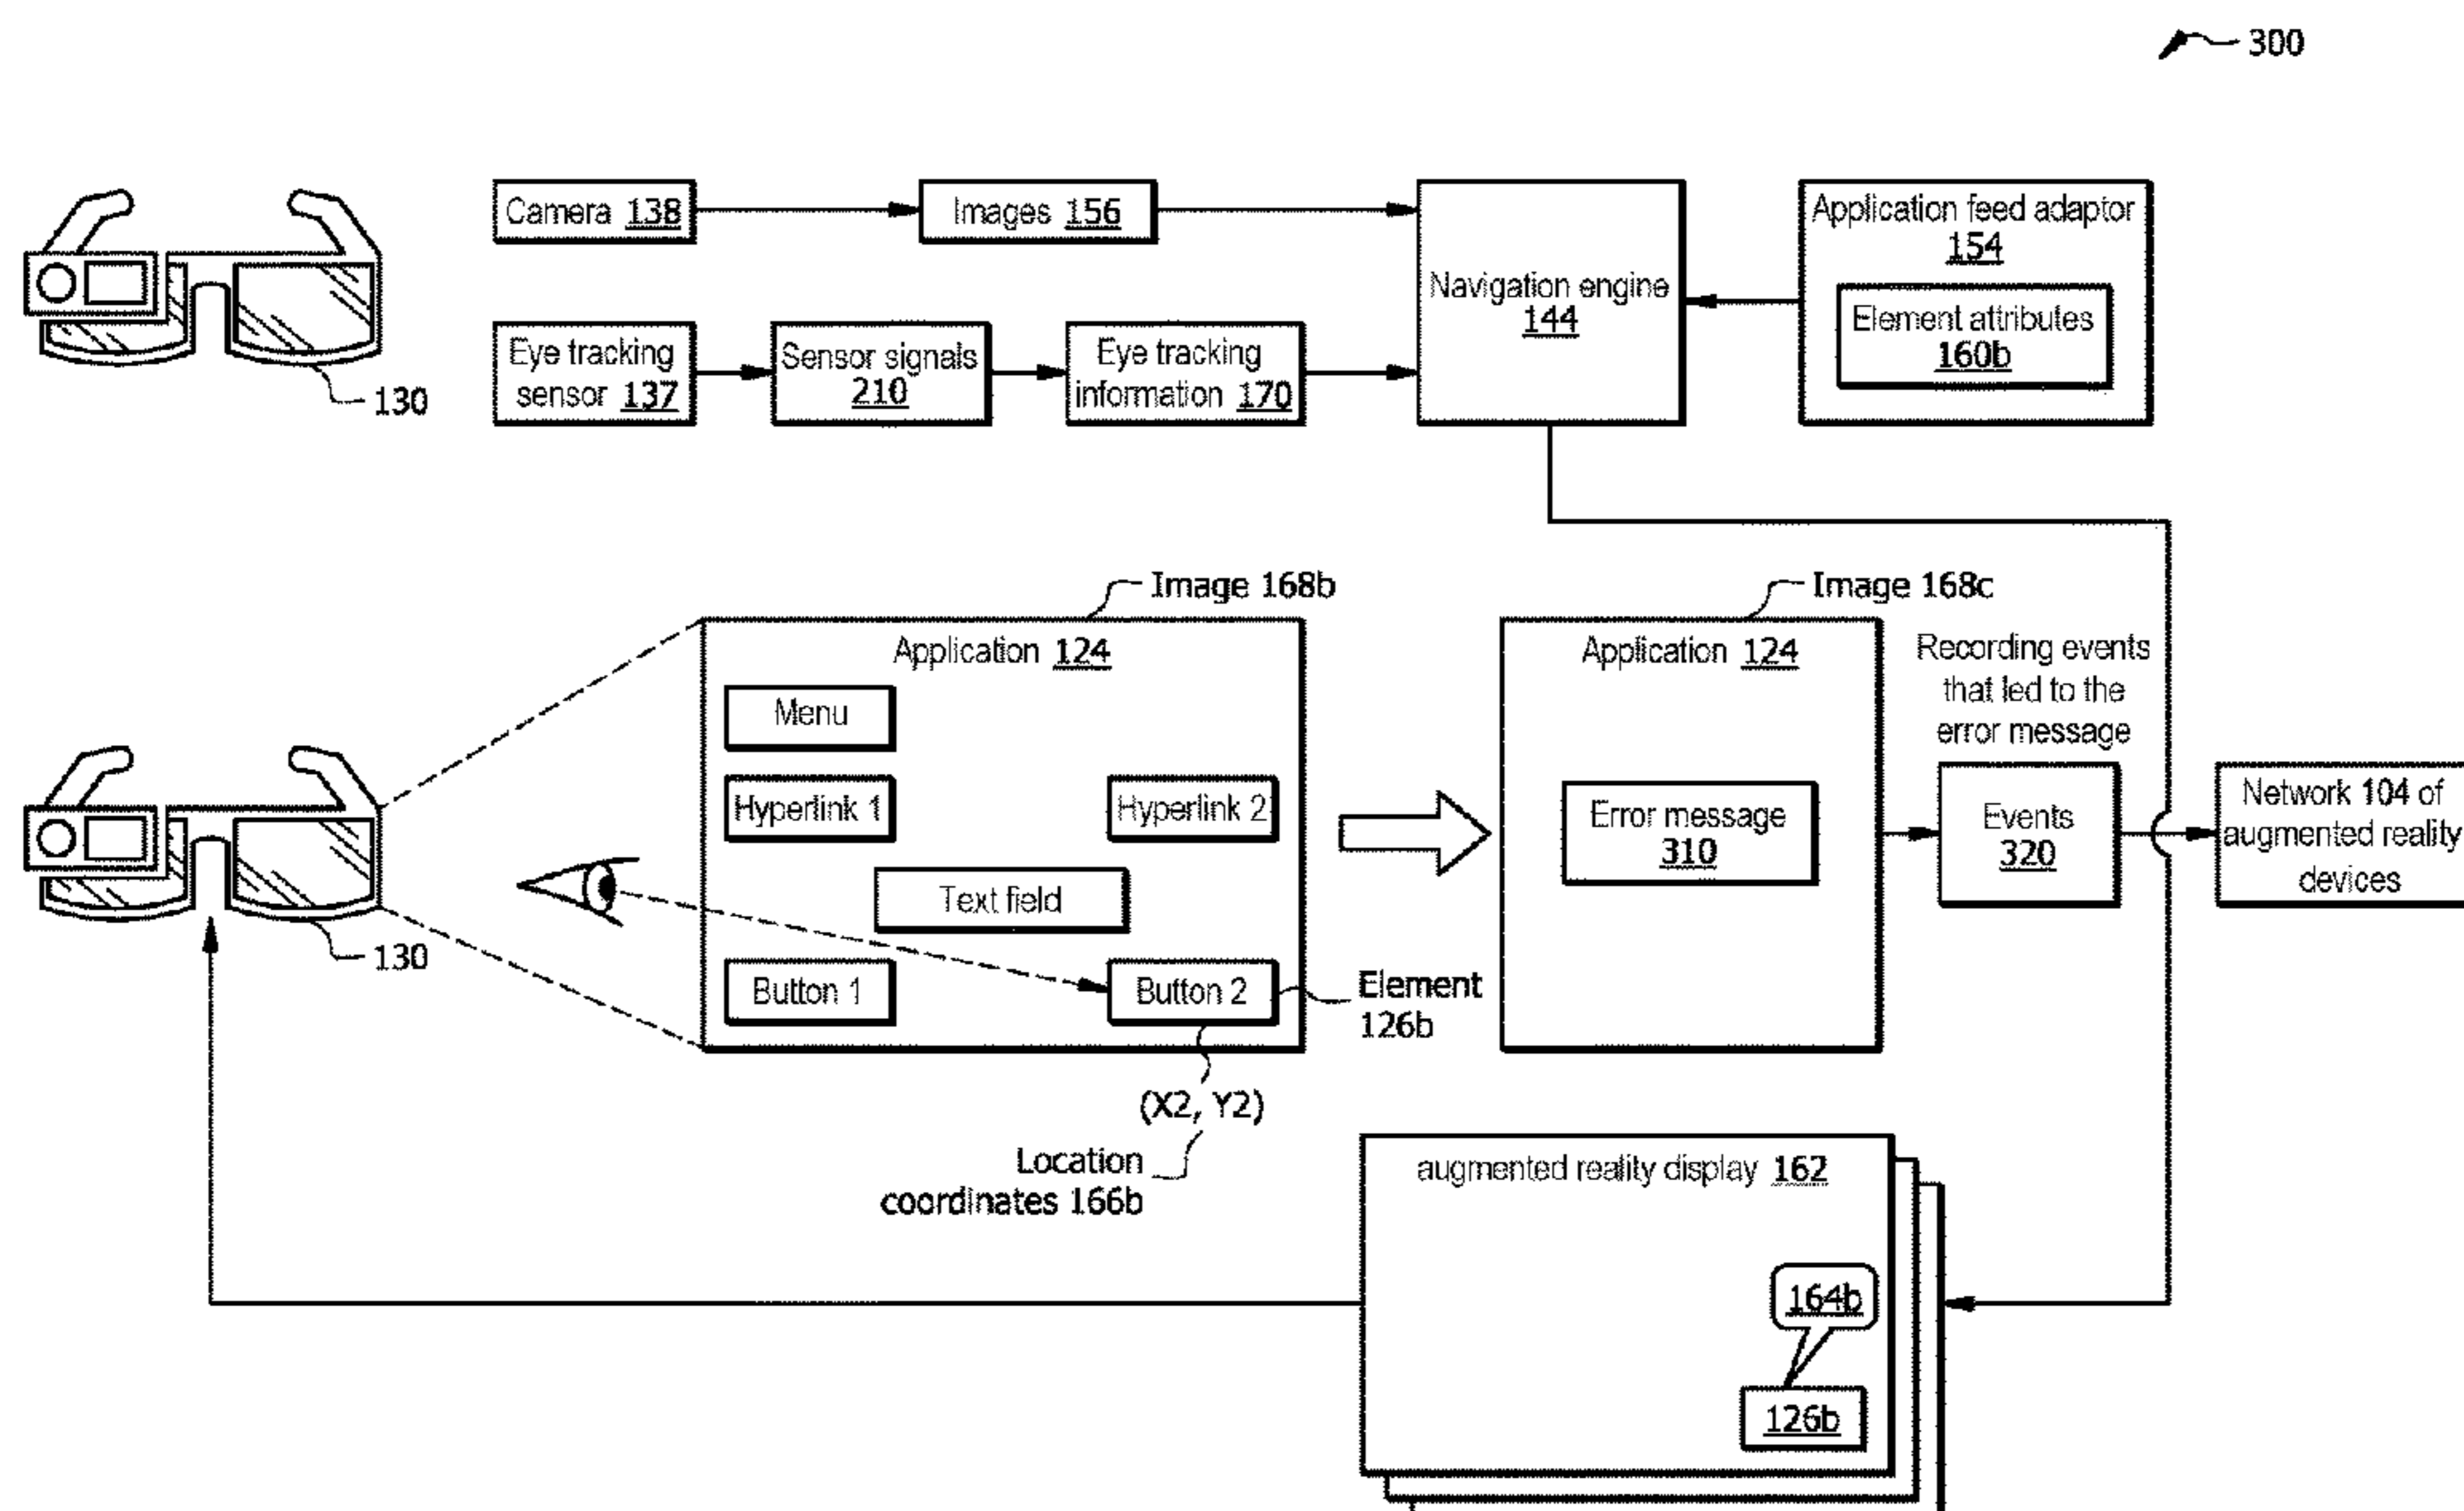 300
Camera 138
Images 156
Navigation engine
144
Application feed adaptor
154
Element attributes
160b
Eye tracking
sensor 137
Sensor signals
210
Eye tracking
information 170
130
Image 168b
Application 124
Menu
Hyperlink 1
Hyperlink 2
Text field
Button 1
Button 2
Element
126b
(X2, Y2)
Location
coordinates 166b
130
Image 168c
Application 124
Error message
310
Recording events
that led to the
error message
Events
320
Network 104 of
augmented reality
devices
augmented reality display 162
164b
126b